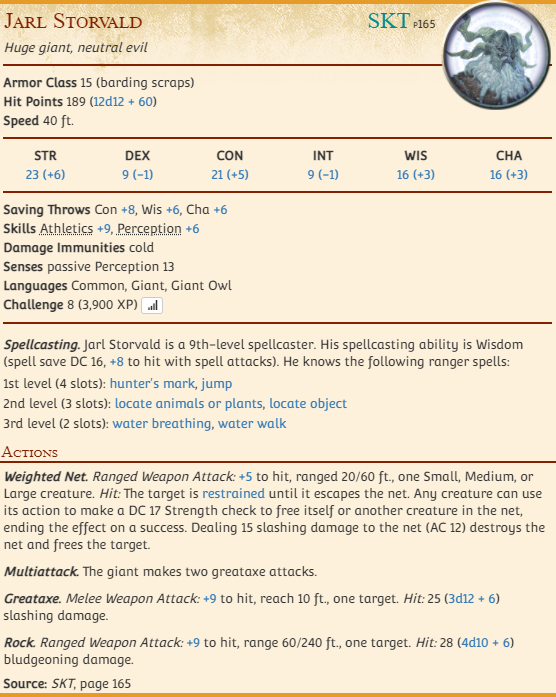 Jarl Storvald SKT P165
Huge giant, neutral evil
Armor Class 15 (barding scraps)
Hit Points 189 (12d12 + 60)
Speed 40 ft.
STR DEX CON INT WIS CHA
23 (+6) 9 (−1) 21 (+5) 9 (−1) 16 (+3) 16 (+3)
Saving Throws Con +8, Wis +6, Cha +6
Skills Athletics +9, Perception +6
Damage Immunities cold
Senses passive Perception 13
Languages Common, Giant, Giant Owl
Challenge 8 (3,900 XP)
Spellcasting. Jarl Storvald is a 9th-level spellcaster. His spellcasting ability is Wisdom
(spell save DC 16, +8 to hit with spell attacks). He knows the following ranger spells:
1st level (4 slots): hunter's mark, jump
2nd level (3 slots): locate animals or plants, locate object
3rd level (2 slots): water breathing, water walk
Actions
Weighted Net. Ranged Weapon Attack: +5 to hit, ranged 20/60 ft., one Small, Medium, or
Large creature. Hit: The target is restrained until it escapes the net. Any creature can use
its action to make a DC 17 Strength check to free itself or another creature in the net,
ending the effect on a success. Dealing 15 slashing damage to the net (AC 12) destroys the
net and frees the target.
Multiattack. The giant makes two greataxe attacks.
Greataxe. Melee Weapon Attack: +9 to hit, reach 10 ft., one target. Hit: 25 (3d12 + 6)
slashing damage.
Rock. Ranged Weapon Attack: +9 to hit, range 60/240 ft., one target. Hit: 28 (4d10 + 6)
bludgeoning damage.
Source: SKT, page 165